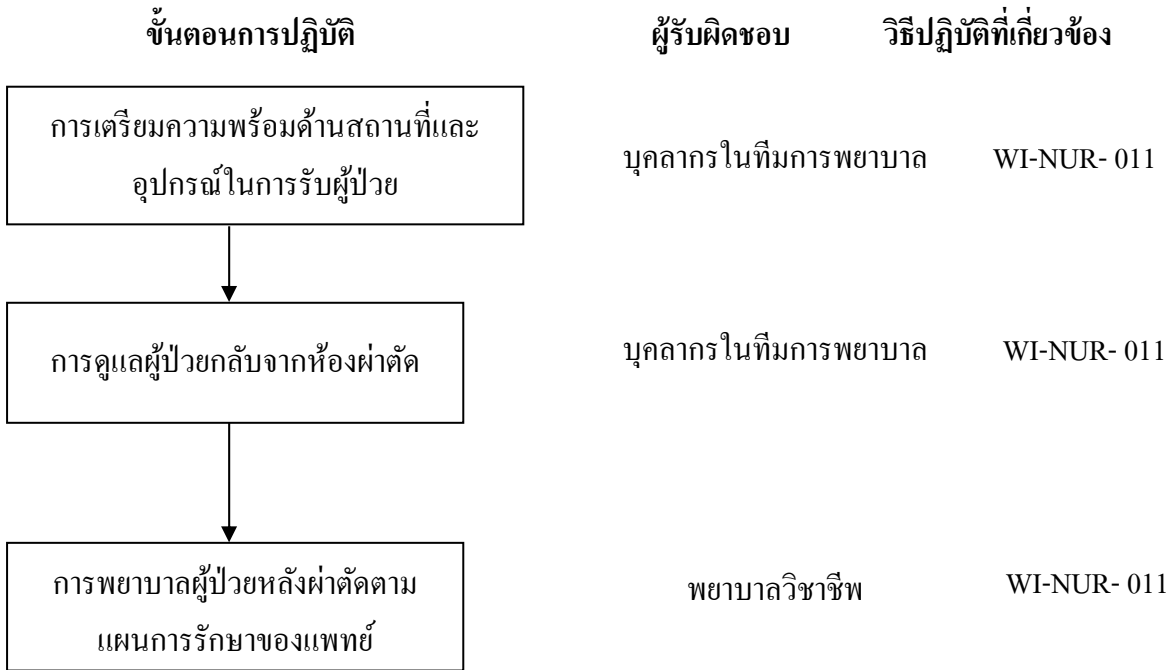 ขั้นตอนการปฏิบัติ ผู้รับผิดชอบ วิธีปฏิบัติที่เกี่ยวข้อง
การเตรียมความพร้อมด้านสถานที่และ
อุปกรณ์ในการรับผู้ป่วย
บุคลากรในทีมการพยาบาล WI-NUR- 011
การดูแลผู้ป่วยกลับจากห้องผ่าตัด
บุคลากรในทีมการพยาบาล WI-NUR- 011
การพยาบาลผู้ป่วยหลังผ่าตัดตาม
แผนการรักษาของแพทย์
พยาบาลวิชาชีพ WI-NUR- 011